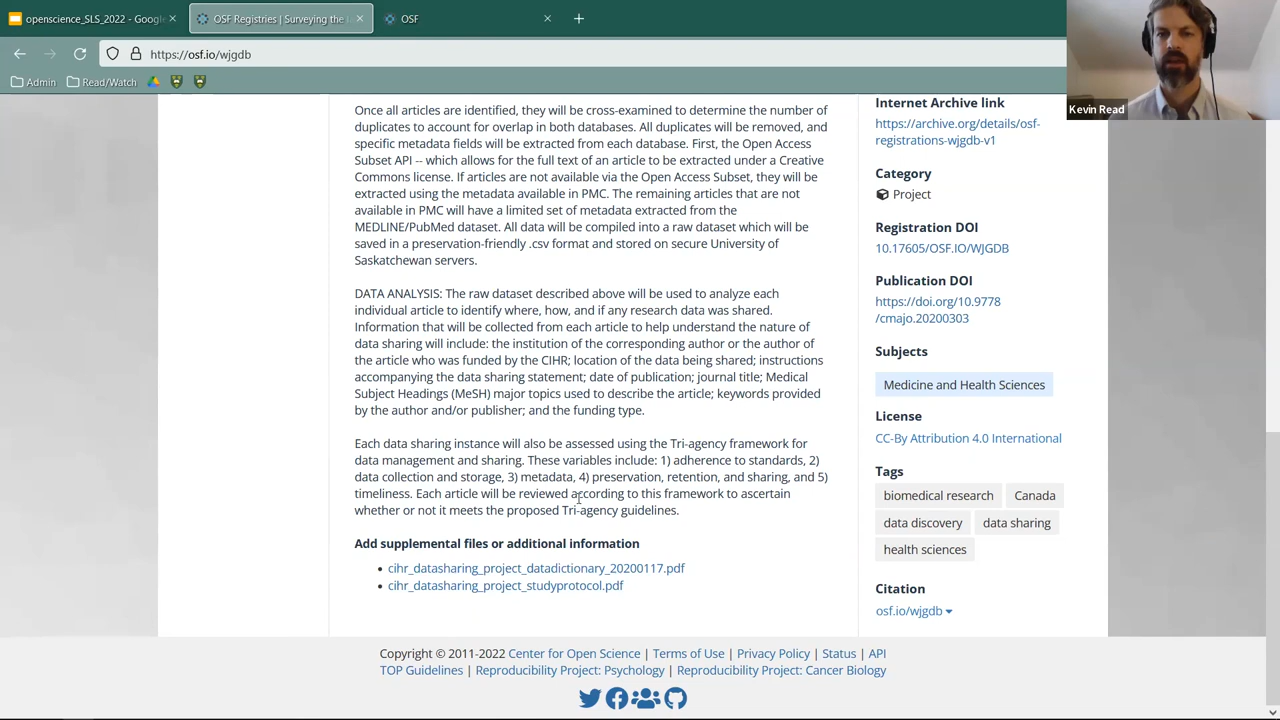 openscience_SLS_2022 - Google
OSF Registries | Surveying the
OSF
https://osf.io/wjgdb
Admin
Read/Watch
Kevin Read
Once all articles are identified, they will be cross-examined to determine the number of
duplicates to account for overlap in both databases. All duplicates will be removed, and
specific metadata fields will be extracted from each database. First, the Open Access
Subset API -- which allows for the full text of an article to be extracted under a Creative
Commons license. If articles are not available via the Open Access Subset, they will be
extracted using the metadata available in PMC. The remaining articles that are not
available in PMC will have a limited set of metadata extracted from the
MEDLINE/PubMed dataset. All data will be compiled into a raw dataset which will be
saved in a preservation-friendly .csv format and stored on secure University of
Saskatchewan servers.
DATA ANALYSIS: The raw dataset described above will be used to analyze each
individual article to identify where, how, and if any research data was shared.
Information that will be collected from each article to help understand the nature of
data sharing will include: the institution of the corresponding author or the author of
the article who was funded by the CIHR; location of the data being shared; instructions
accompanying the data sharing statement; date of publication; journal title; Medical
Subject Headings (MeSH) major topics used to describe the article; keywords provided
by the author and/or publisher; and the funding type.
Each data sharing instance will also be assessed using the Tri-agency framework for
data management and sharing. These variables include: 1) adherence to standards, 2)
data collection and storage, 3) metadata, 4) preservation, retention, and sharing, and 5)
timeliness. Each article will be reviewed according to this framework to ascertain
whether or not it meets the proposed Tri-agency guidelines.
Add supplemental files or additional information
cihr_datasharing_project_datadictionary_20200117.pdf
cihr_datasharing_project_studyprotocol.pdf
Internet Archive link
https://archive.org/details/osf-
registrations-wjgdb-v1
Category
Project
Registration DOI
10.17605/OSF.IO/WJGDB
Publication DOI
https://doi.org/10.9778
/cmajo.20200303
Subjects
Medicine and Health Sciences
License
CC-By Attribution 4.0 International
Tags
biomedical research Canada
data discovery data sharing
health sciences
Citation
osf.io/wjgdb
Copyright © 2011-2022 Center for Open Science | Terms of Use | Privacy Policy | Status | API
TOP Guidelines | Reproducibility Project: Psychology | Reproducibility Project: Cancer Biology